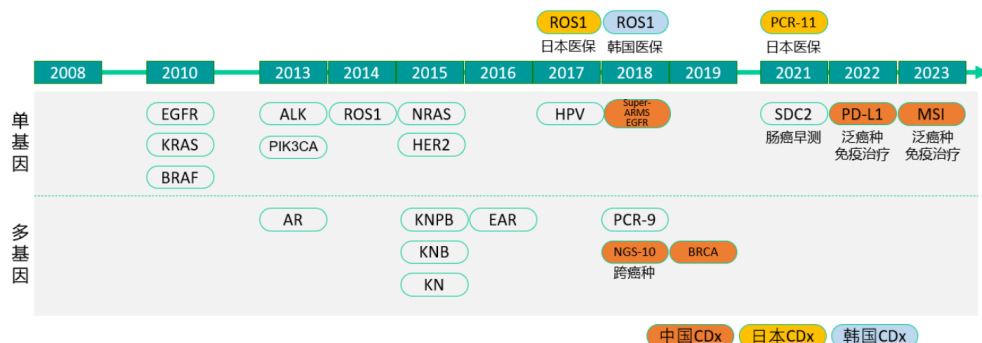 ROS1 ROS1 PCR-11
日本医保 韩国医保 日本医保
2008 2010 2013 2014 2015 2016 2017 2018 2019 2021 2022 2023
单基因
EGFR ALK ROS1 NRAS HPV Super-ARMS EGFR SDC2 PD-L1 MSI
肠癌早测 泛癌种 泛癌种
免疫治疗 免疫治疗
KRAS PIK3CA HER2
BRAF
多基因
AR KNPB EAR PCR-9
KNB NGS-10 BRCA
跨癌种
KN
中国CDx 日本CDx 韩国CDx